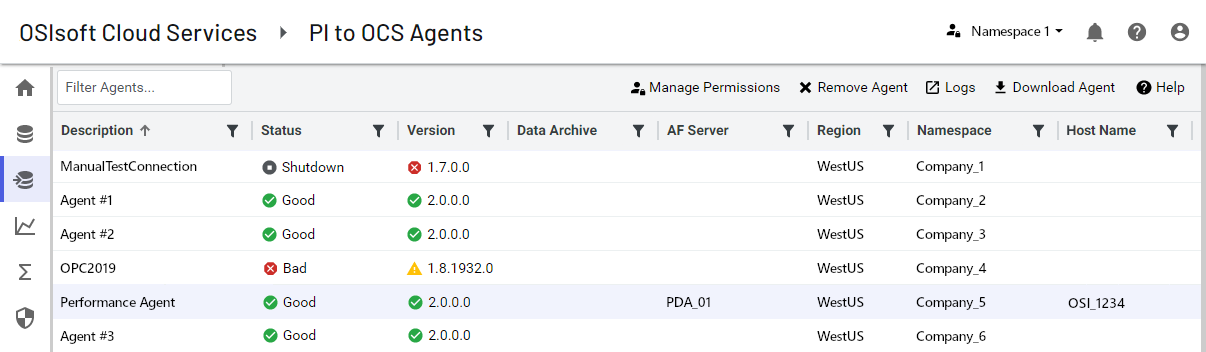 OSIsoft Cloud Services PI to OCS Agents Namespace 1
Filter Agents... Manage Permissions Remove Agent Logs Download Agent Help
Description Status Version Data Archive AF Server Region Namespace Host Name
ManualTestConnection Shutdown 1.7.0.0 WestUS Company_1
Agent #1 Good 2.0.0.0 WestUS Company_2
Agent #2 Good 2.0.0.0 WestUS Company_3
OPC2019 Bad 1.8.1932.0 WestUS Company_4
Performance Agent Good 2.0.0.0 PDA_01 WestUS Company_5 OSI_1234
Agent #3 Good 2.0.0.0 WestUS Company_6